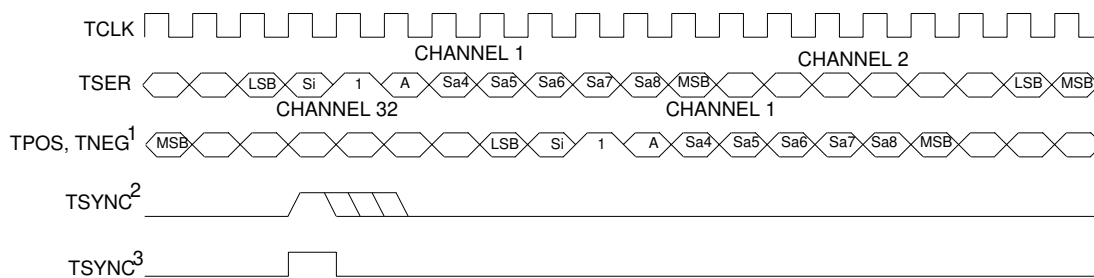 TCLK
CHANNEL 1 CHANNEL 2
TSER LSB Si 1 A Sa4 Sa5 Sa6 Sa7 Sa8 MSB LSB MSB
CHANNEL 32 CHANNEL 1
TPOS, TNEG1 MSB LSB Si 1 A Sa4 Sa5 Sa6 Sa7 Sa8 MSB
TSYNC2
TSYNC3